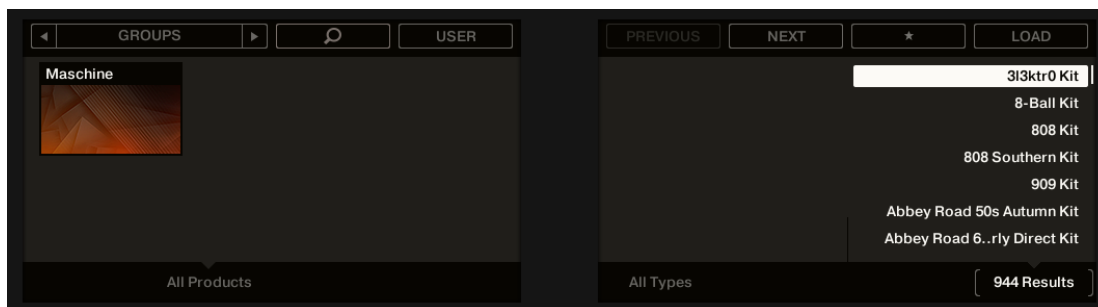 GROUPS
USER
PREVIOUS
NEXT
LOAD
Maschine
3l3ktr0 Kit
8-Ball Kit
808 Kit
808 Southern Kit
909 Kit
Abbey Road 50s Autumn Kit
Abbey Road 6..rly Direct Kit
All Products
All Types
944 Results